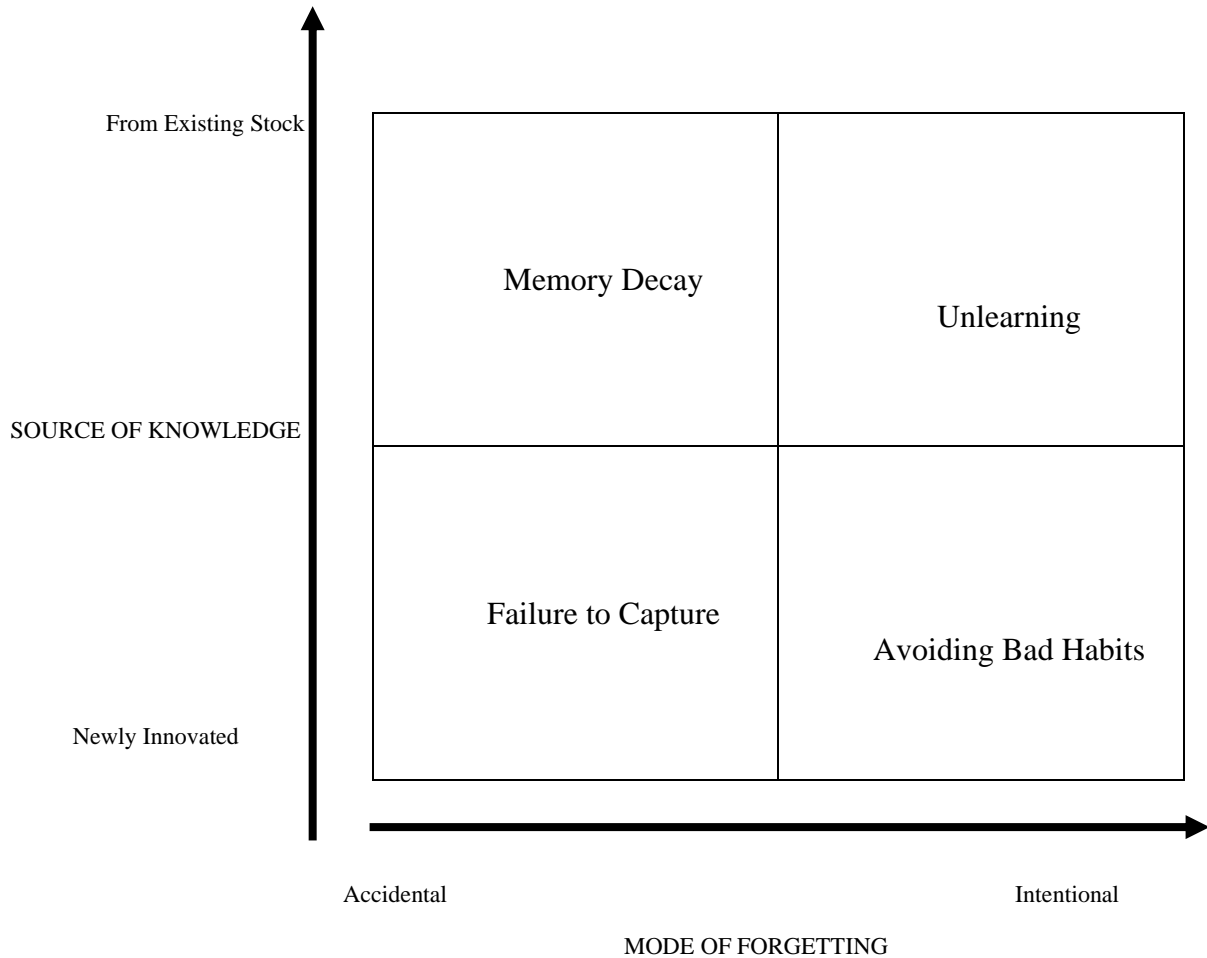 From Existing Stock
Memory Decay
Unlearning
SOURCE OF KNOWLEDGE
Failure to Capture
Avoiding Bad Habits
Newly Innovated
Accidental
Intentional
MODE OF FORGETTING